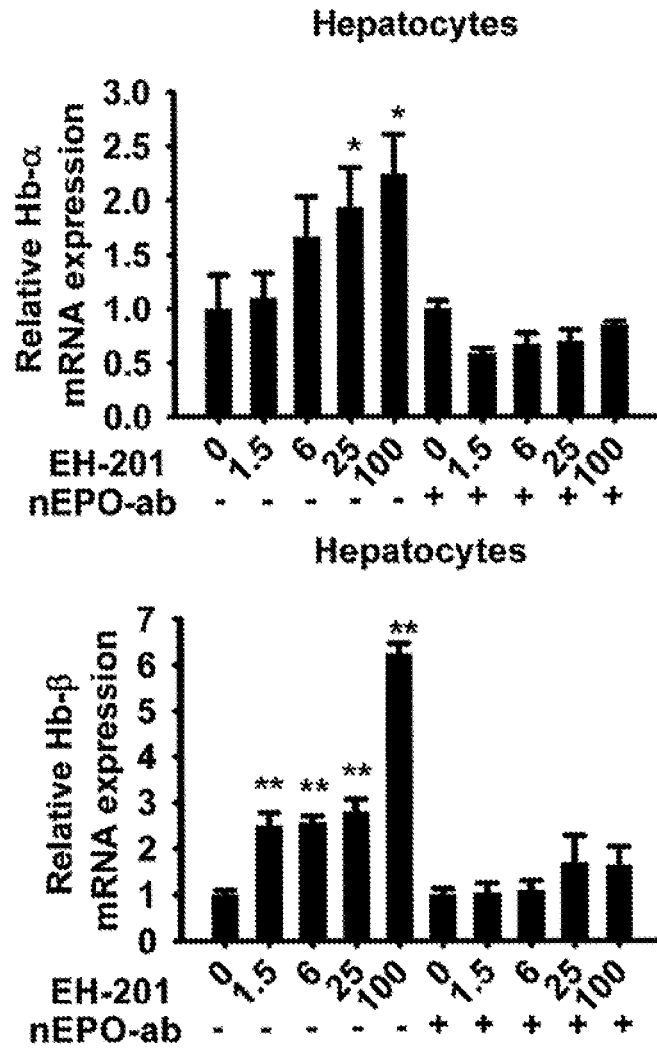 Hepatocytes
Relative Hb-α
mRNA expression
3.0
2.5
2.0
1.5
1.0
0.5
0.0
* *
EH-201 0 1.5 6 25 100 0 1.5 6 25 100
nEPO-ab - - - - - + + + + +
Hepatocytes
Relative Hb-β
mRNA expression
7
6
5
4
3
2
1
0
** ** ** **
EH-201 0 1.5 6 25 100 0 1.5 6 25 100
nEPO-ab - - - - - + + + + +